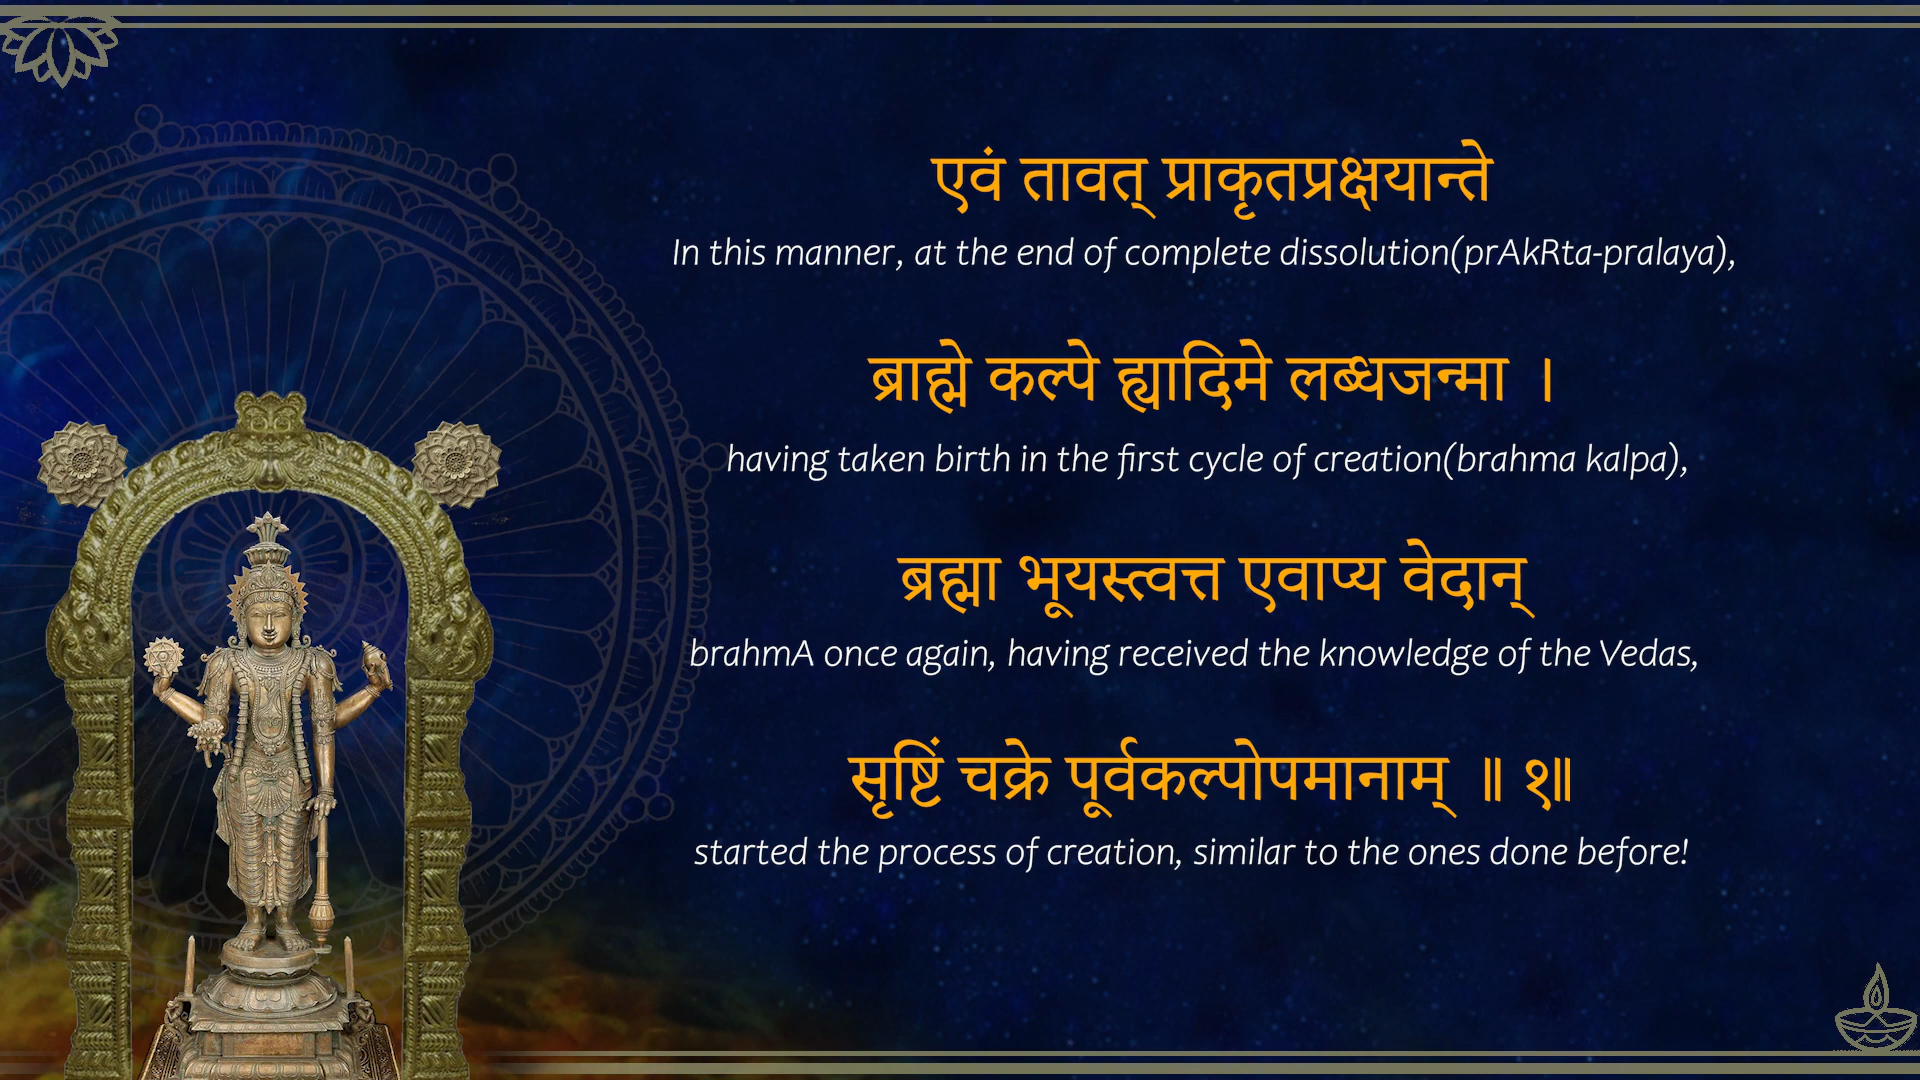 एवं तावत् प्राकृतप्रक्षयान्ते
In this manner, at the end of complete dissolution(prAkRta-pralaya),
ब्राह्मे कल्पे ह्यादिमे लब्धजन्मा ।
having taken birth in the first cycle of creation(brahma kalpa),
ब्रह्मा भूयस्त्वत्त एवाप्य वेदान्
brahmA once again, having received the knowledge of the Vedas,
सृष्टिं चक्रे पूर्वकल्पोपमानाम् ॥ १॥
started the process of creation, similar to the ones done before!